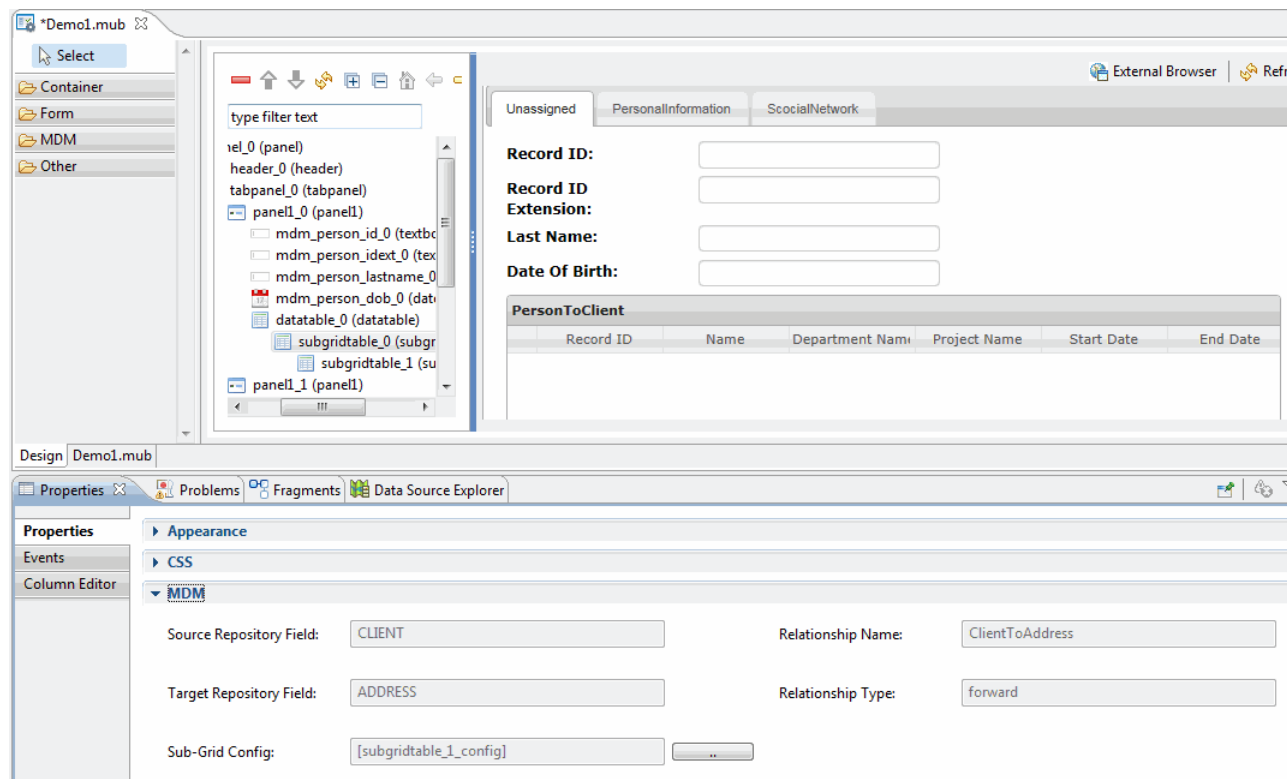 *Demo1.mub
Select
Container
Form
MDM
Other
type filter text
nel_0 (panel)
header_0 (header)
tabpanel_0 (tabpanel)
panel1_0 (panel1)
mdm_person_id_0 (textbo
mdm_person_idext_0 (tex
mdm_person_lastname_0
mdm_person_dob_0 (date
datatable_0 (datatable)
subgridtable_0 (subgr
subgridtable_1 (su
panel1_1 (panel1)
External Browser Refr
Unassigned PersonalInformation ScocialNetwork
Record ID:
Record ID
Extension:
Last Name:
Date Of Birth:
PersonToClient
Record ID Name Department Name Project Name Start Date End Date
Design Demo1.mub
Properties Problems Fragments Data Source Explorer
Properties
Events
Column Editor
Appearance
CSS
MDM
Source Repository Field: CLIENT Relationship Name: ClientToAddress
Target Repository Field: ADDRESS Relationship Type: forward
Sub-Grid Config: [subgridtable_1_config] ..